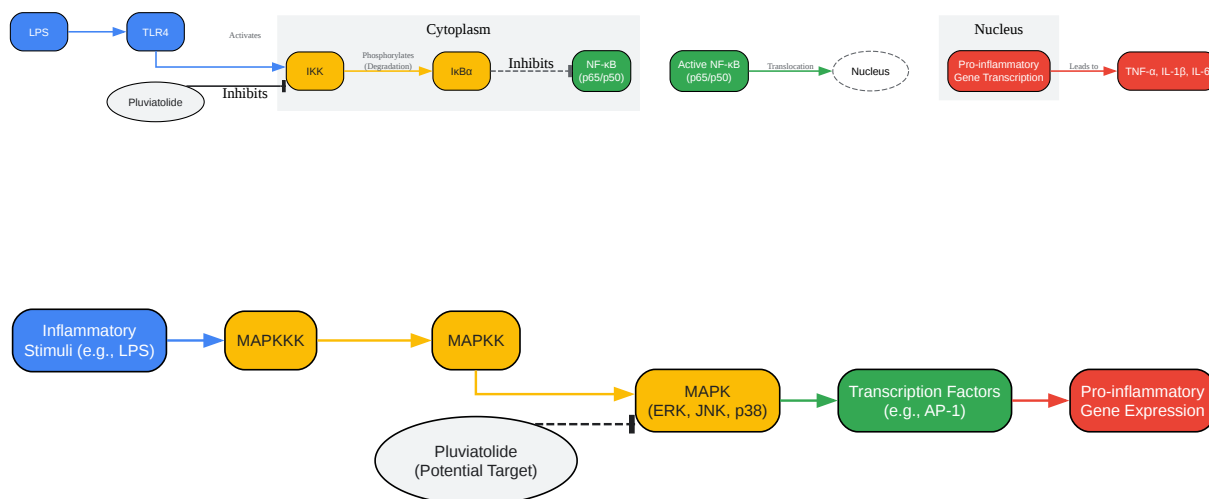 LPS
TLR4
Activates
Cytoplasm
IKK
Phosphorylates
(Degradation)
IκBα
Inhibits
NF-κB
(p65/p50)
Pluviatolide
Inhibits
Active NF-κB
(p65/p50)
Translocation
Nucleus
Nucleus
Pro-inflammatory
Gene Transcription
Leads to
TNF-α, IL-1β, IL-6
Inflammatory
Stimuli (e.g., LPS)
MAPKKK
MAPKK
MAPK
(ERK, JNK, p38)
Transcription Factors
(e.g., AP-1)
Pro-inflammatory
Gene Expression
Pluviatolide
(Potential Target)